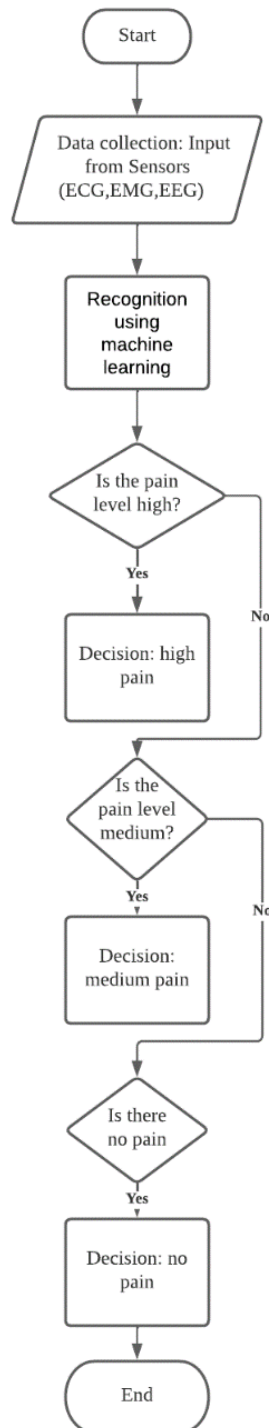 Start
Data collection: Input
from Sensors
(ECG,EMG,EEG)
Recognition
using
machine
learning
Is the pain
level high?
Yes
No
Decision: high
pain
Is the
pain level
medium?
Yes
No
Decision:
medium pain
Is there
no pain
Yes
Decision: no
pain
End